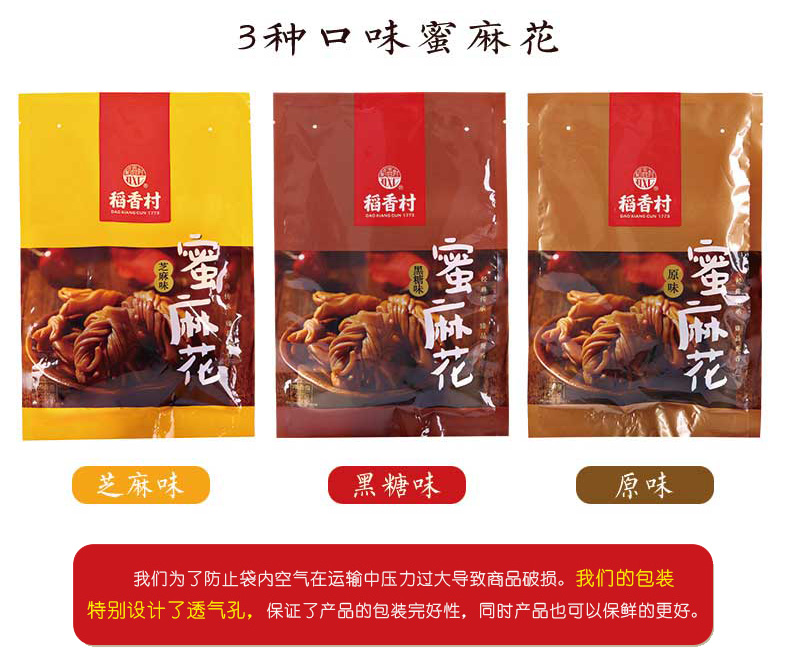 3种口味蜜麻花
稻香村
DAO XIANG CUN 1773
芝麻味
蜜麻花
稻香村
DAO XIANG CUN 1773
黑糖味
蜜麻花
稻香村
DAO XIANG CUN 1773
原味
蜜麻花
芝麻味
黑糖味
原味
我们为了防止袋内空气在运输中压力过大导致商品破损。我们的包装
特别设计了透气孔，保证了产品的包装完好性，同时产品也可以保鲜的更好。